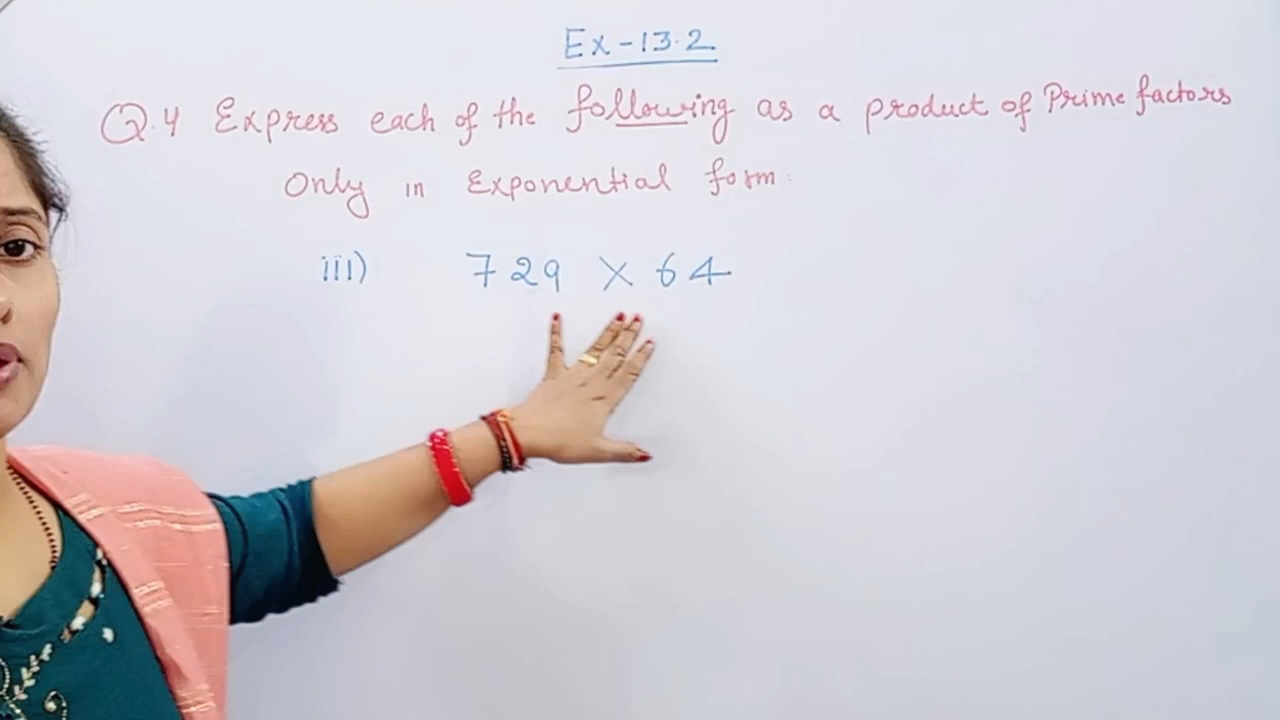 Ex-13.2
Q.4 Express each of the following as a product of Prime factors
Only in Exponential form.
iii) 729 × 64